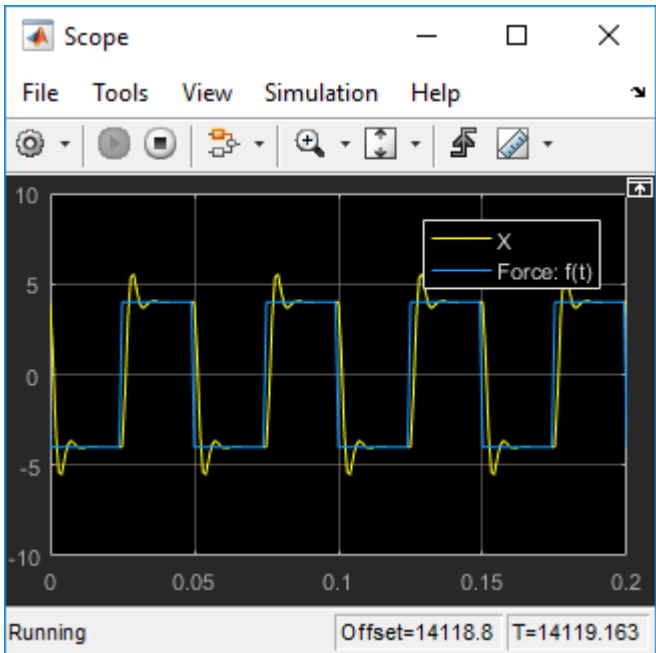 Scope
File Tools View Simulation Help
10
X
Force: f(t)
5
0
-5
-10
0 0.05 0.1 0.15 0.2
Running Offset=14118.8 T=14119.163